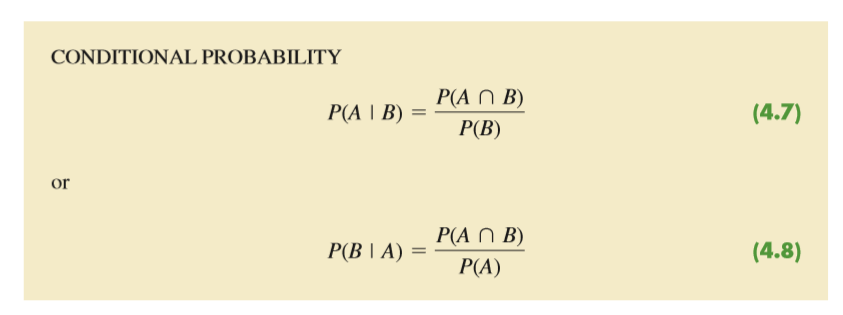 CONDITIONAL PROBABILITY
P(A | B) = P(A ∩ B) / P(B) (4.7)
or
P(B | A) = P(A ∩ B) / P(A) (4.8)